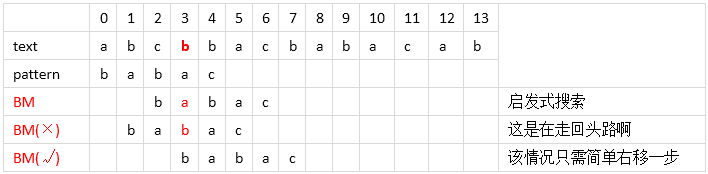 0 1 2 3 4 5 6 7 8 9 10 11 12 13
text a b c b b a c b a b a c a b
pattern b a b a c
BM b a b a c 启发式搜索
BM(×) b a b a c 这是在走回头路啊
BM(√) b a b a c 该情况只需简单右移一步